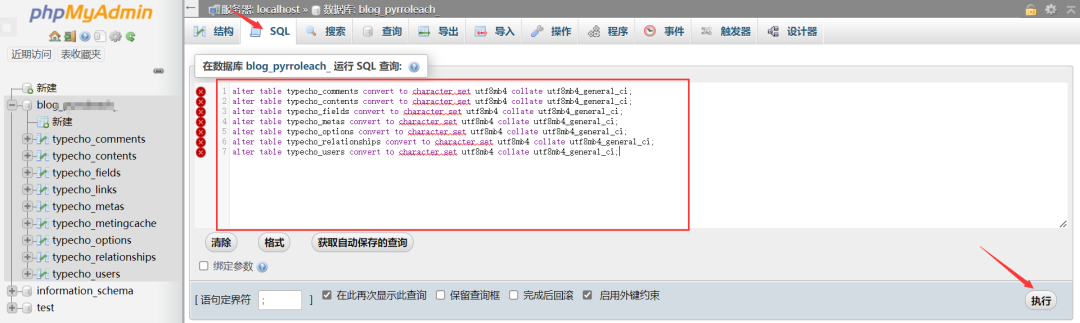 phpMyAdmin
近期访问 表收藏夹
新建
blog_
新建
typecho_comments
typecho_contents
typecho_fields
typecho_links
typecho_metas
typecho_metingcache
typecho_options
typecho_relationships
typecho_users
information_schema
test
服务器: localhost » 数据库: blog_pyrroleach_
结构 SQL 搜索 查询 导出 导入 操作 程序 事件 触发器 设计器
在数据库 blog_pyrroleach_ 运行 SQL 查询:
1 alter table typecho_comments convert to character set utf8mb4 collate utf8mb4_general_ci;
2 alter table typecho_contents convert to character set utf8mb4 collate utf8mb4_general_ci;
3 alter table typecho_fields convert to character set utf8mb4 collate utf8mb4_general_ci;
4 alter table typecho_metas convert to character set utf8mb4 collate utf8mb4_general_ci;
5 alter table typecho_options convert to character set utf8mb4 collate utf8mb4_general_ci;
6 alter table typecho_relationships convert to character set utf8mb4 collate utf8mb4_general_ci;
7 alter table typecho_users convert to character set utf8mb4 collate utf8mb4_general_ci;
清除 格式 获取自动保存的查询
绑定参数
[ 语句定界符 ; ] 在此再次显示此查询 保留查询框 完成后回滚 启用外键约束 执行